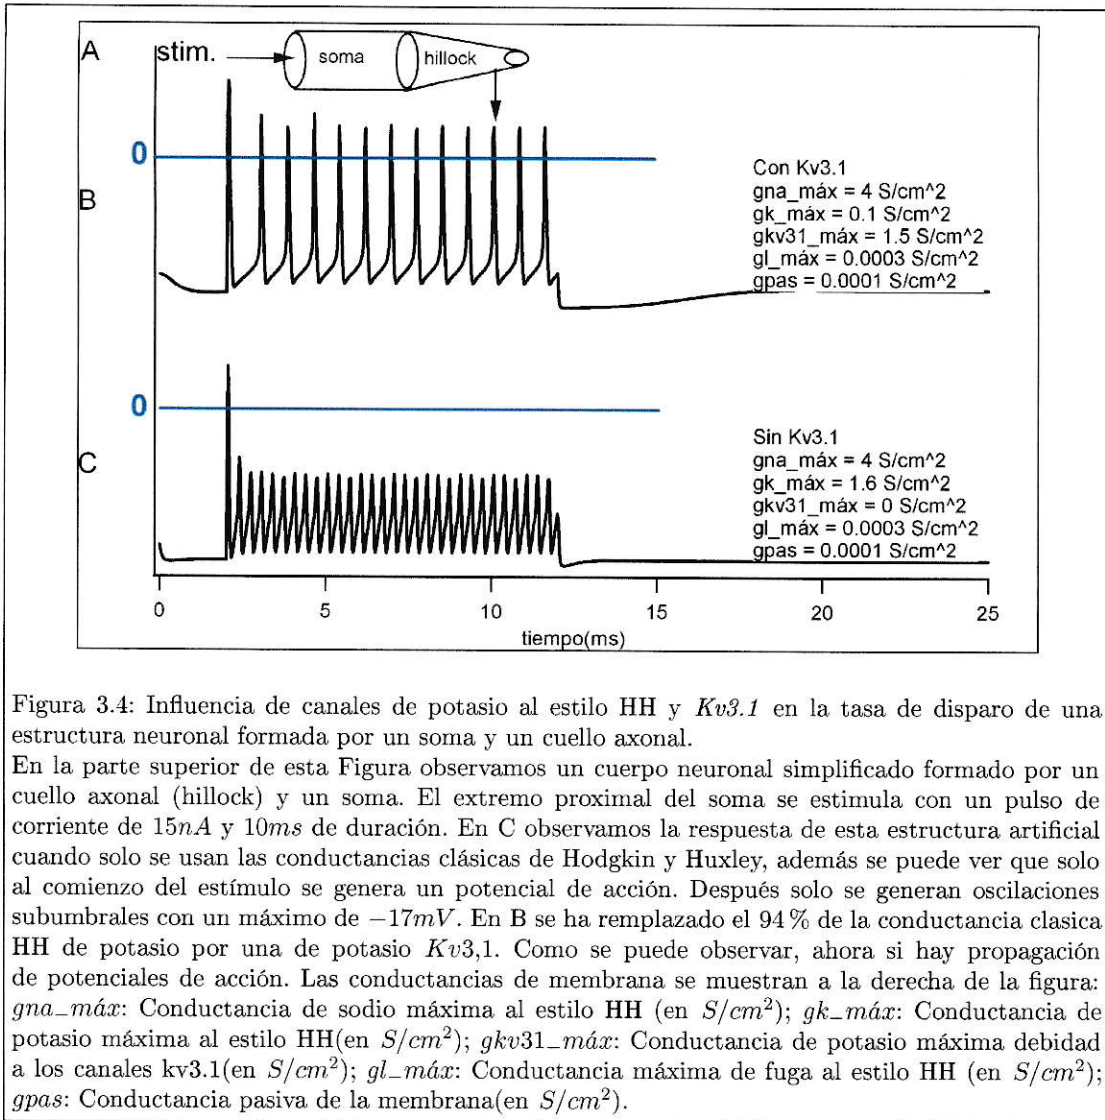 A
stim.
soma
hillock
0
B
Con Kv3.1
gna_máx = 4 S/cm^2
gk_máx = 0.1 S/cm^2
gkv31_máx = 1.5 S/cm^2
gl_máx = 0.0003 S/cm^2
gpas = 0.0001 S/cm^2
0
C
Sin Kv3.1
gna_máx = 4 S/cm^2
gk_máx = 1.6 S/cm^2
gkv31_máx = 0 S/cm^2
gl_máx = 0.0003 S/cm^2
gpas = 0.0001 S/cm^2
0 5 10 15 20 25
tiempo(ms)
Figura 3.4: Influencia de canales de potasio al estilo HH y Kv3.1 en la tasa de disparo de una
estructura neuronal formada por un soma y un cuello axonal.
En la parte superior de esta Figura observamos un cuerpo neuronal simplificado formado por un
cuello axonal (hillock) y un soma. El extremo proximal del soma se estimula con un pulso de
corriente de 15nA y 10ms de duración. En C observamos la respuesta de esta estructura artificial
cuando solo se usan las conductancias clásicas de Hodgkin y Huxley, además se puede ver que solo
al comienzo del estímulo se genera un potencial de acción. Después solo se generan oscilaciones
subumbrales con un máximo de −17mV. En B se ha remplazado el 94% de la conductancia clasica
HH de potasio por una de potasio Kv3,1. Como se puede observar, ahora si hay propagación
de potenciales de acción. Las conductancias de membrana se muestran a la derecha de la figura:
gna_máx: Conductancia de sodio máxima al estilo HH (en S/cm²); gk_máx: Conductancia de
potasio máxima al estilo HH(en S/cm²); gkv31_máx: Conductancia de potasio máxima debidad
a los canales kv3.1(en S/cm²); gl_máx: Conductancia máxima de fuga al estilo HH (en S/cm²);
gpas: Conductancia pasiva de la membrana(en S/cm²).